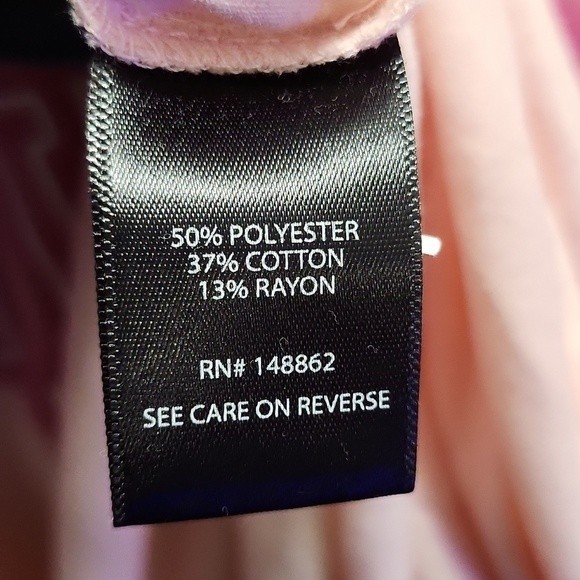 50% POLYESTER
37% COTTON
13% RAYON
RN# 148862
SEE CARE ON REVERSE